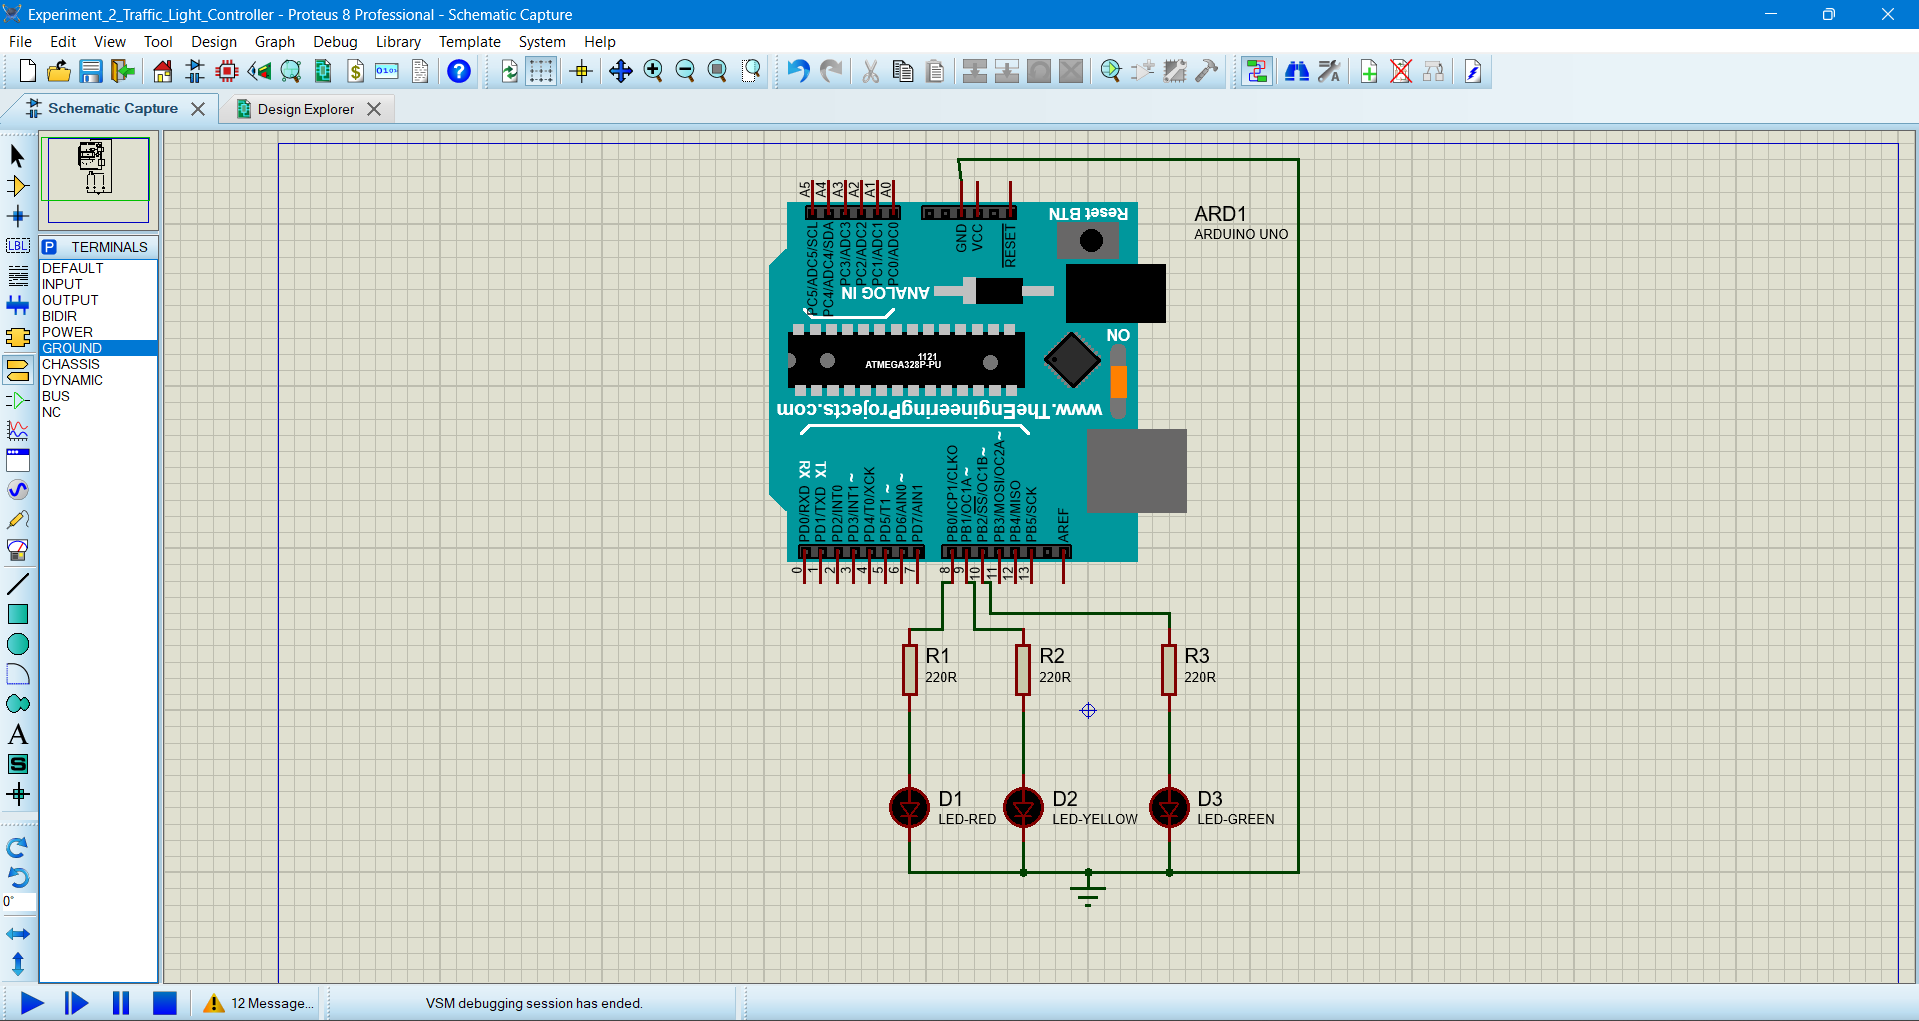 Experiment_2_Traffic_Light_Controller - Proteus 8 Professional - Schematic Capture
File Edit View Tool Design Graph Debug Library Template System Help
Schematic Capture
Design Explorer
LBL
P TERMINALS
DEFAULT
INPUT
OUTPUT
BIDIR
POWER
GROUND
CHASSIS
DYNAMIC
BUS
NC
A
S
0°
A5 A4 A3 A2 A1 A0
Reset BTN
ARD1
ARDUINO UNO
PC5/ADC5/SCL
PC4/ADC4/SDA
PC3/ADC3
PC2/ADC2
PC1/ADC1
PC0/ADC0
GND
VCC
RESET
ANALOG IN
ON
1121
ATMEGA328P-PU
www.TheEngineeringProjects.com
RX
TX
PD0/RXD
PD1/TXD
PD2/INT0
PD3/INT1 ~
PD4/T0/XCK
PD5/T1 ~
PD6/AIN0 ~
PD7/AIN1
PB0/ICP1/CLKO
PB1/OC1A ~
PB2/SS/OC1B ~
PB3/MOSI/OC2A ~
PB4/MISO
PB5/SCK
AREF
0 1 2 3 4 5 6 7 8 9 10 11 12 13
R1
220R
R2
220R
R3
220R
D1
LED-RED
D2
LED-YELLOW
D3
LED-GREEN
12 Message...
VSM debugging session has ended.